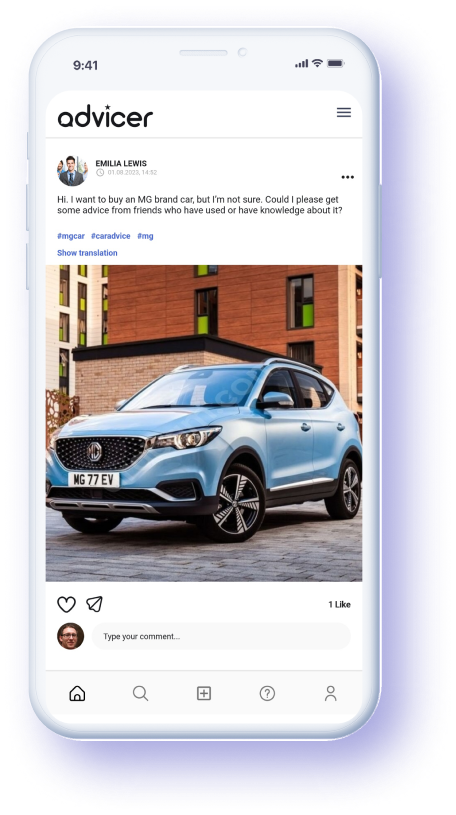 9:41
advicer
EMILIA LEWIS
01.08.2023, 14:52
Hi. I want to buy an MG brand car, but I'm not sure. Could I please get
some advice from friends who have used or have knowledge about it?
#mgcar #caradvice #mg
Show translation
MG
MG 77 EV
1 Like
Type your comment...